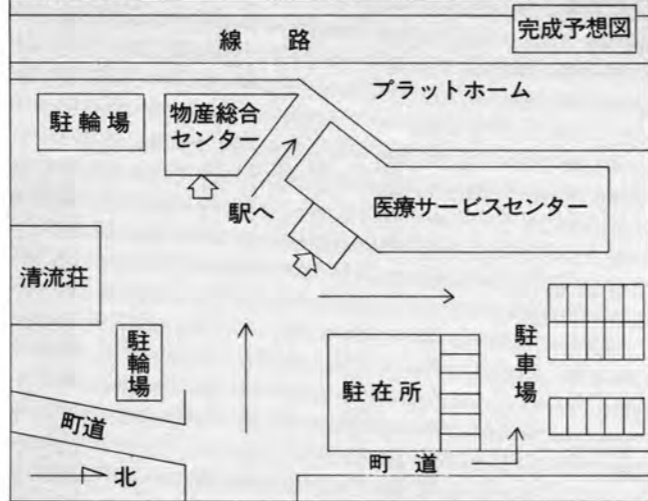 完成予想図
線路
プラットホーム
駐輪場
物産総合
センター
駅へ
医療サービスセンター
清流荘
駐輪場
駐在所
駐車場
町道
町道
北